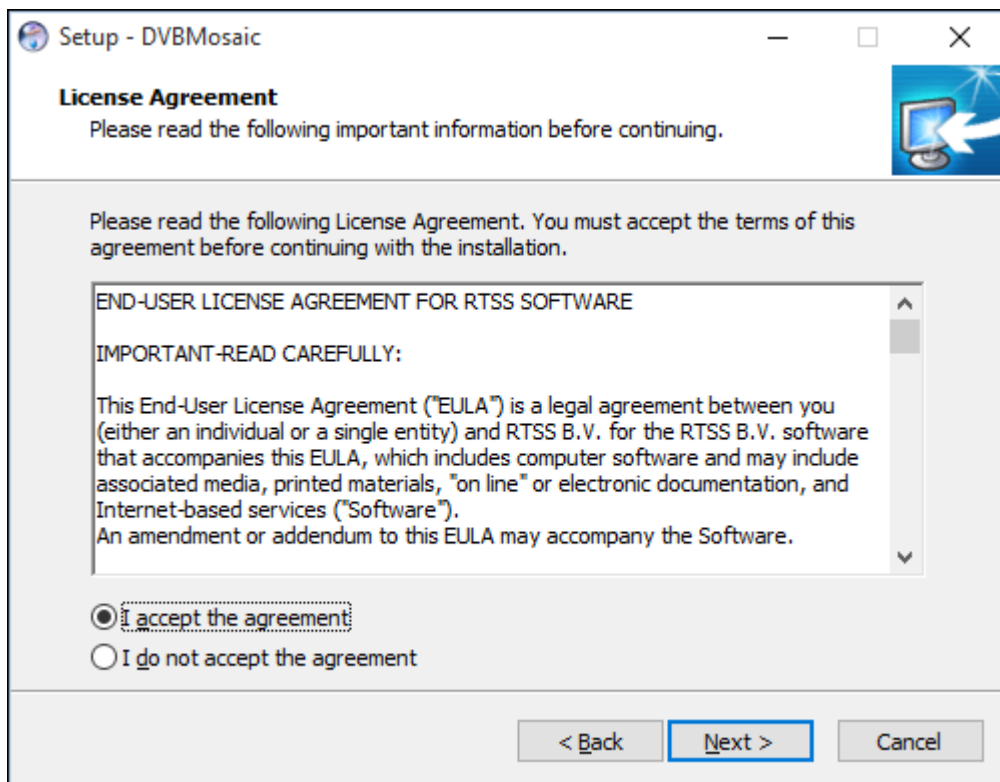 Setup - DVBMosaic
License Agreement
Please read the following important information before continuing.
Please read the following License Agreement. You must accept the terms of this
agreement before continuing with the installation.
END-USER LICENSE AGREEMENT FOR RTSS SOFTWARE
IMPORTANT-READ CAREFULLY:
This End-User License Agreement ("EULA") is a legal agreement between you
(either an individual or a single entity) and RTSS B.V. for the RTSS B.V. software
that accompanies this EULA, which includes computer software and may include
associated media, printed materials, "on line" or electronic documentation, and
Internet-based services ("Software").
An amendment or addendum to this EULA may accompany the Software.
I accept the agreement
I do not accept the agreement
< Back
Next >
Cancel